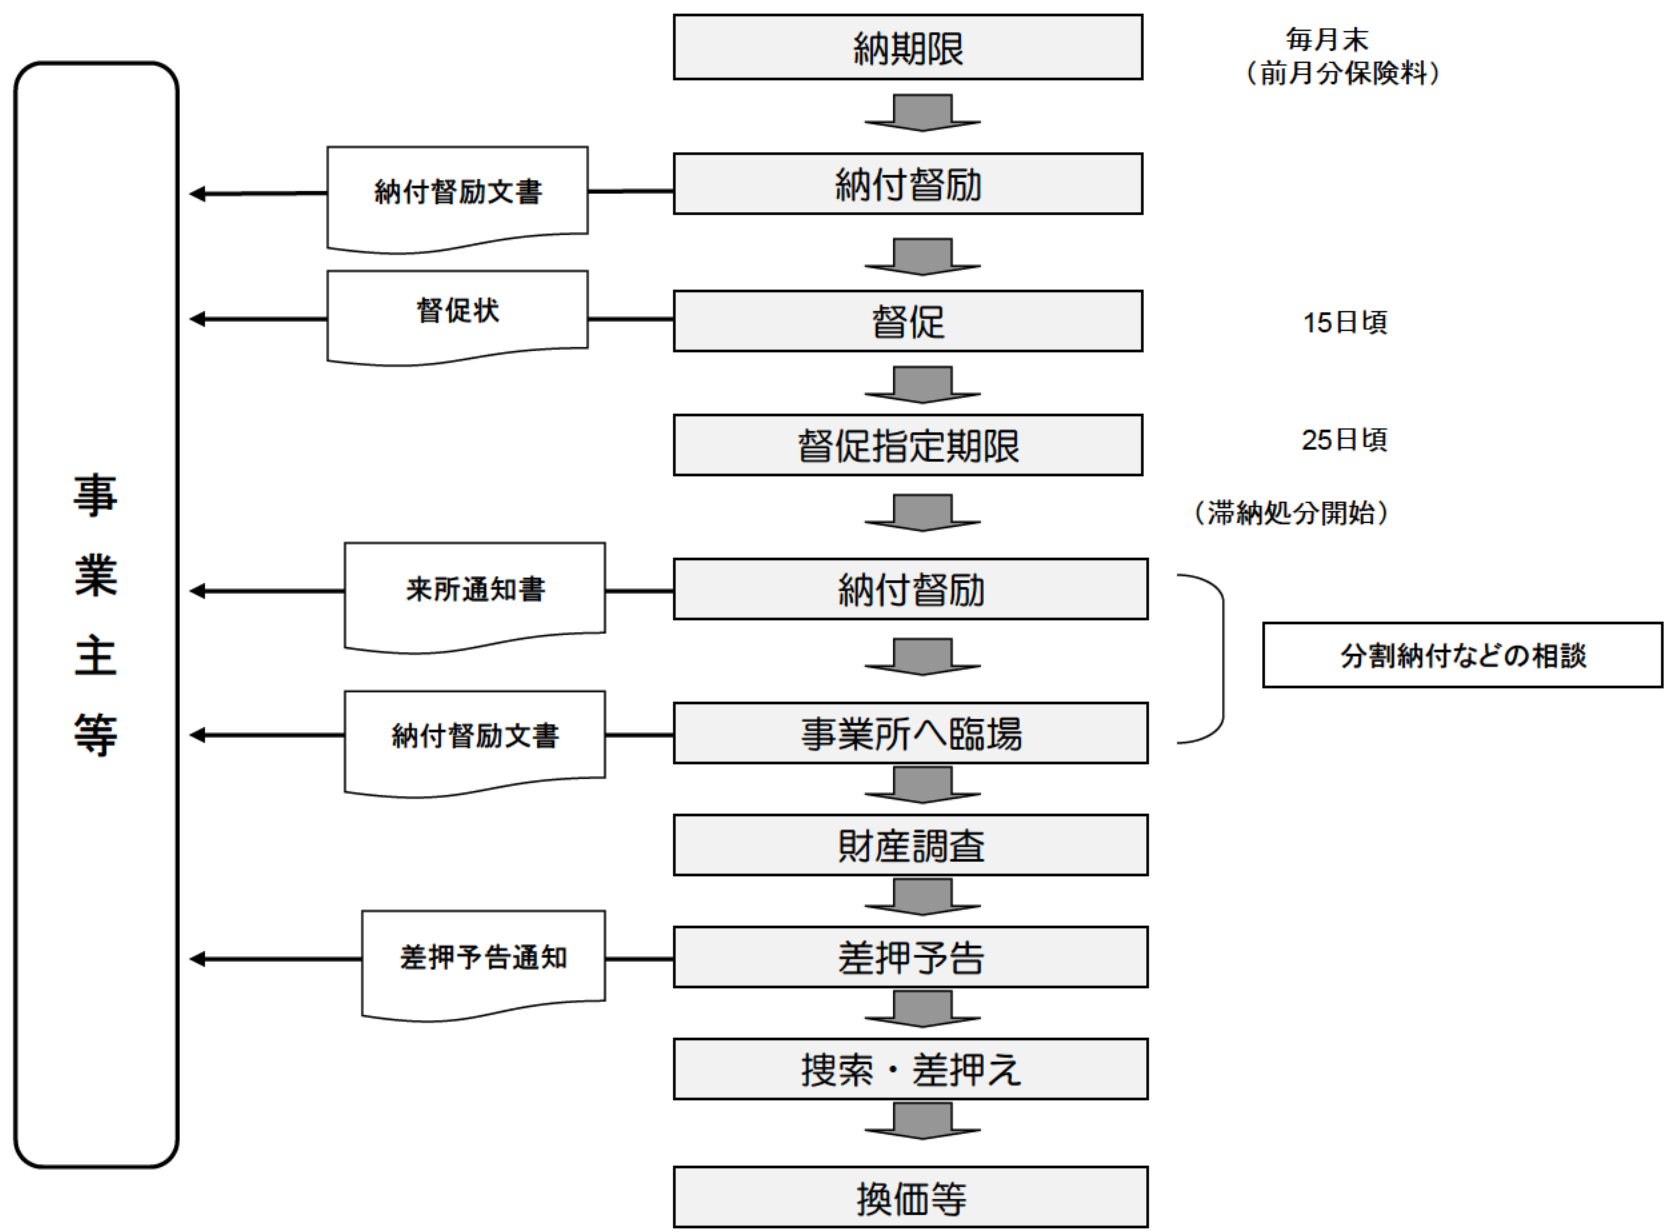 納期限
毎月末
（前月分保険料）
納付督励文書
納付督励
督促状
督促
15日頃
督促指定期限
25日頃
（滞納処分開始）
事業主等
来所通知書
納付督励
分割納付などの相談
納付督励文書
事業所へ臨場
財産調査
差押予告通知
差押予告
捜索・差押え
換価等